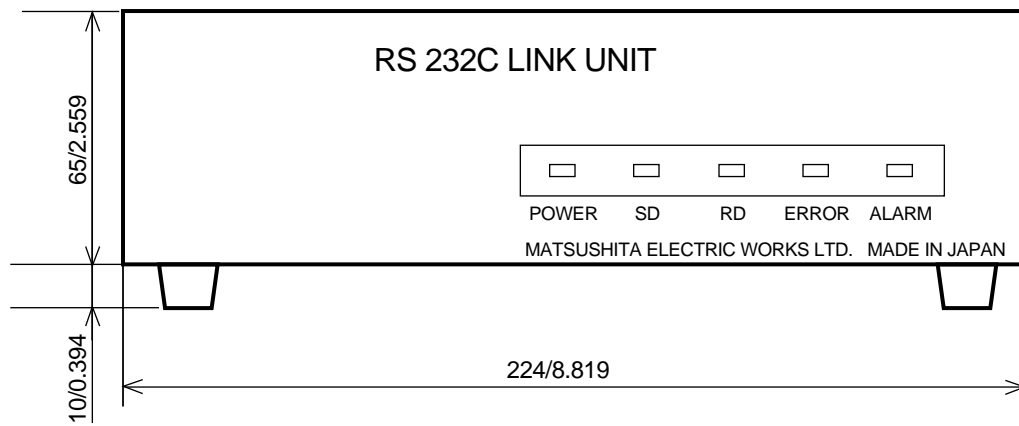 RS 232C LINK UNIT
65/2.559
POWER SD RD ERROR ALARM
MATSUSHITA ELECTRIC WORKS LTD. MADE IN JAPAN
10/0.394
224/8.819